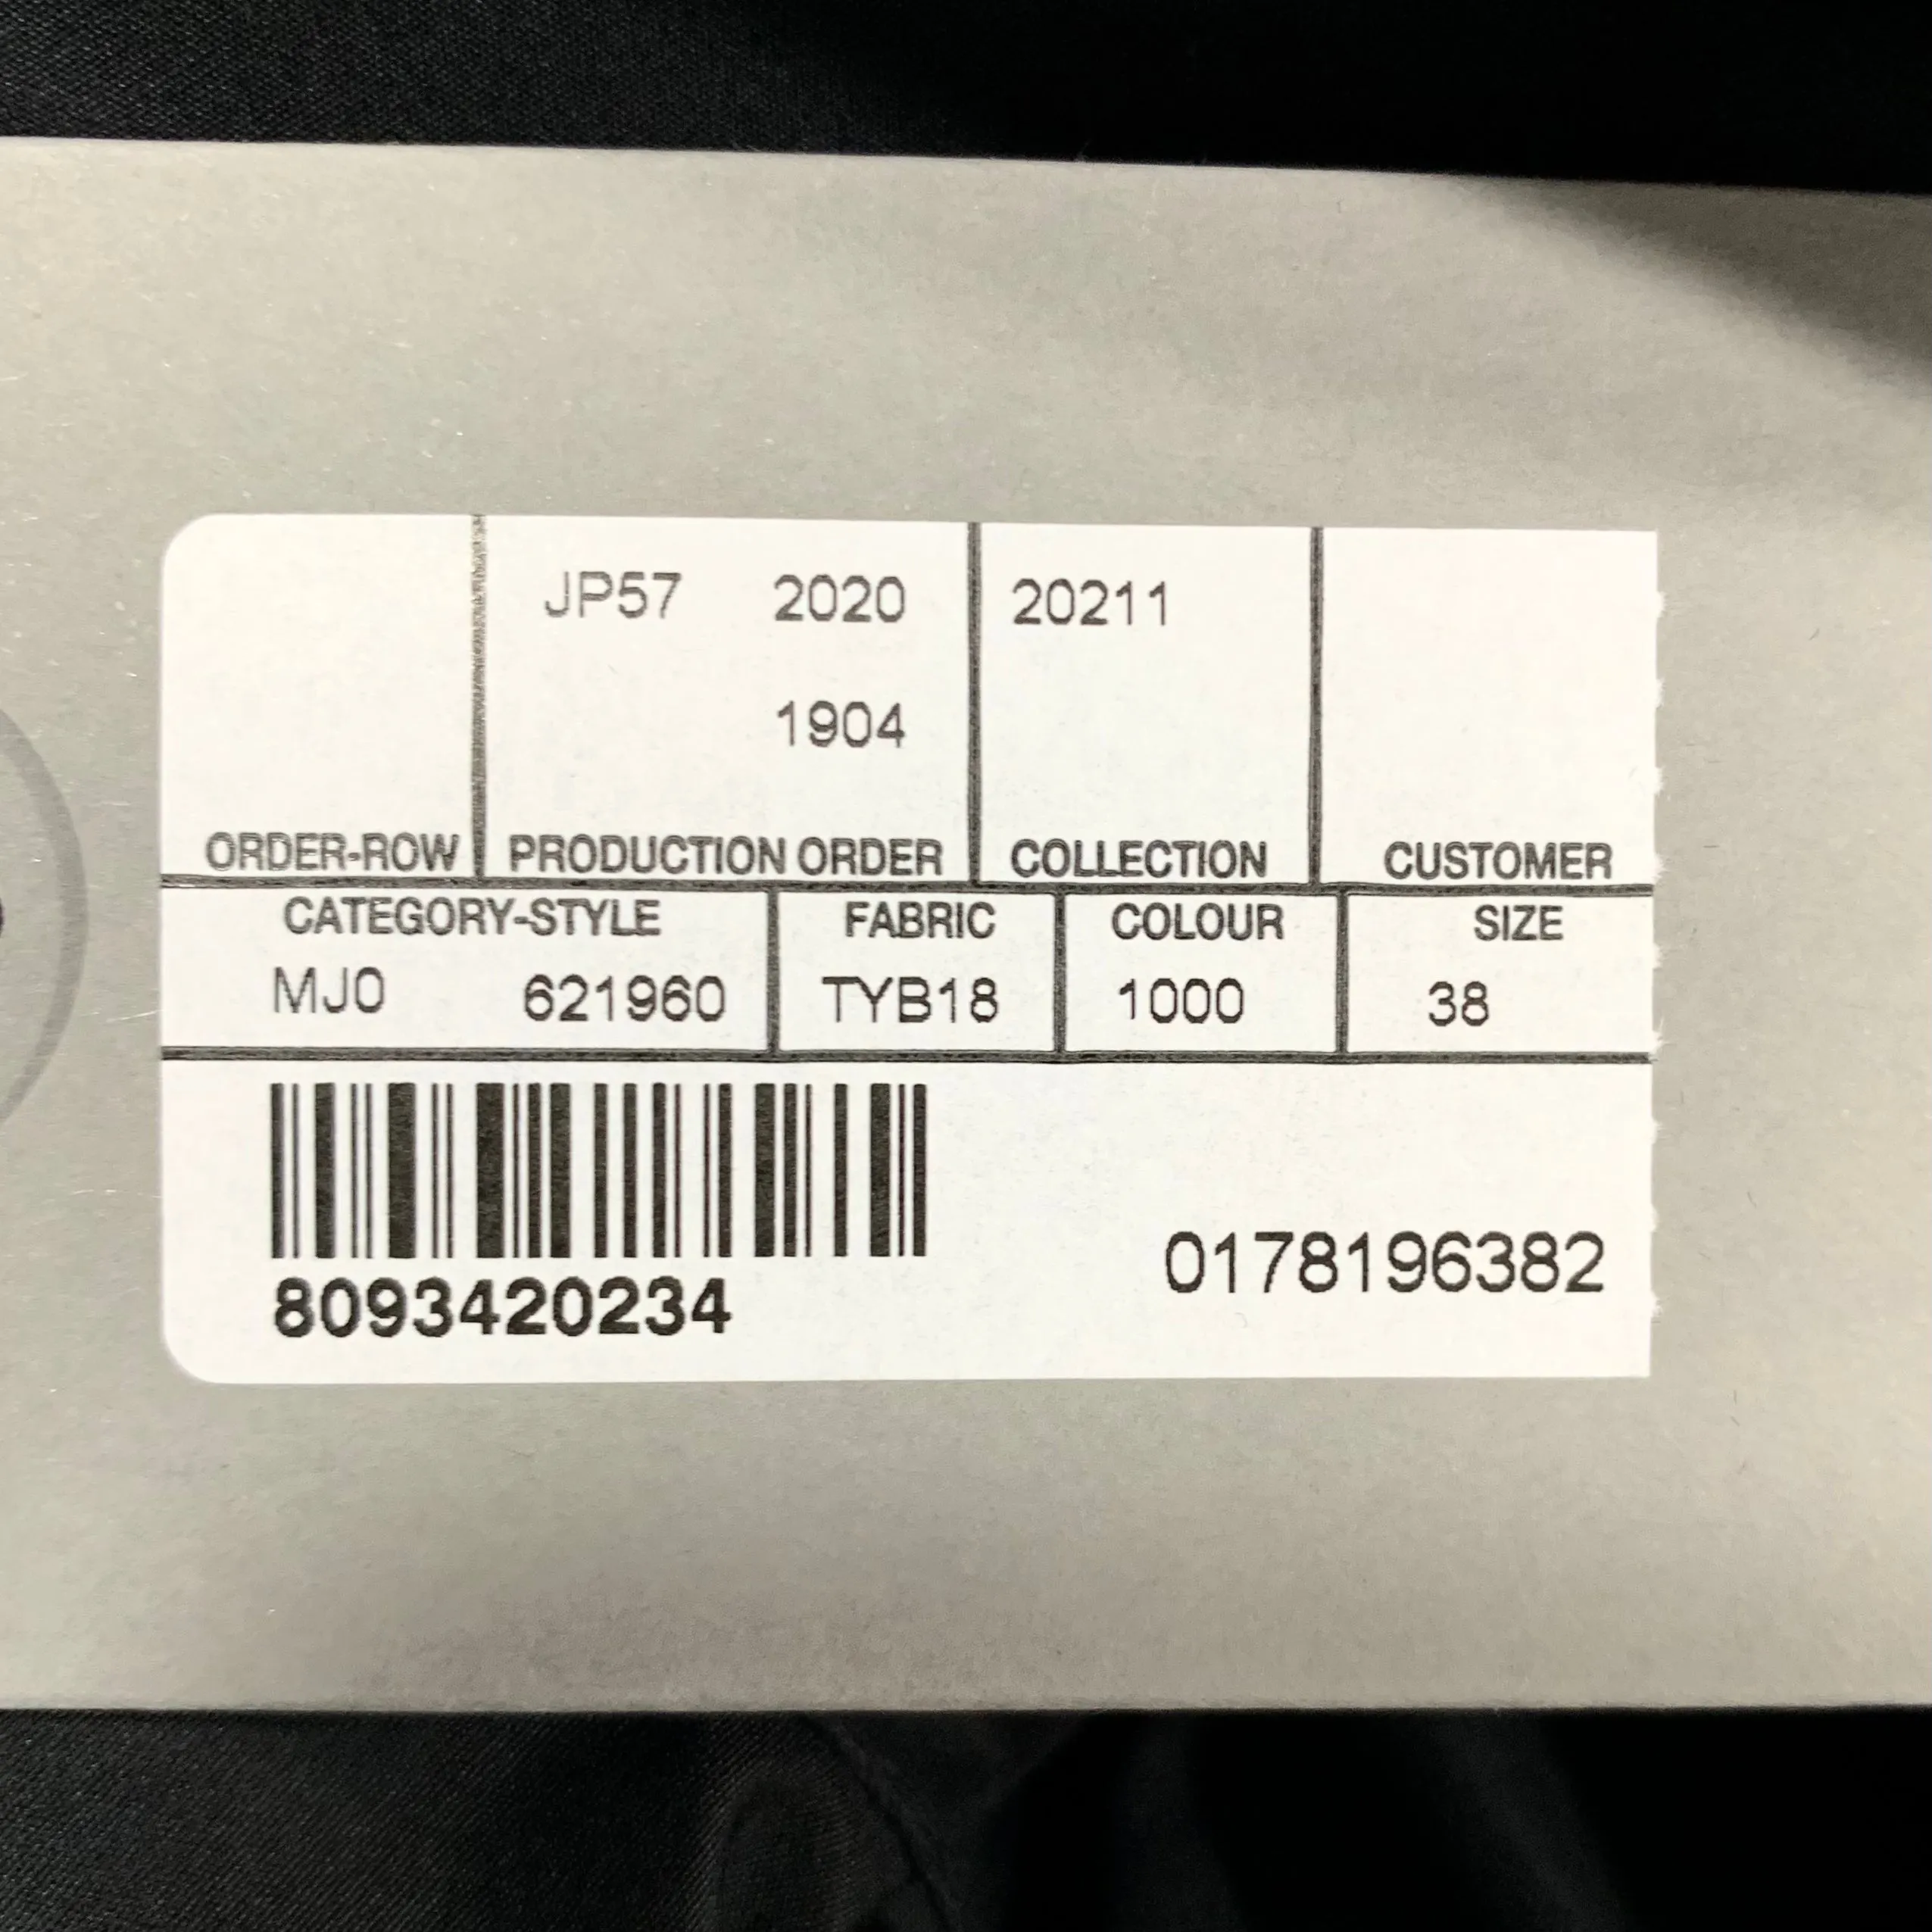 JP57 2020 20211
1904
ORDER-ROW PRODUCTION ORDER COLLECTION CUSTOMER
CATEGORY-STYLE FABRIC COLOUR SIZE
MJ0 621960 TYB18 1000 38
8093420234
0178196382